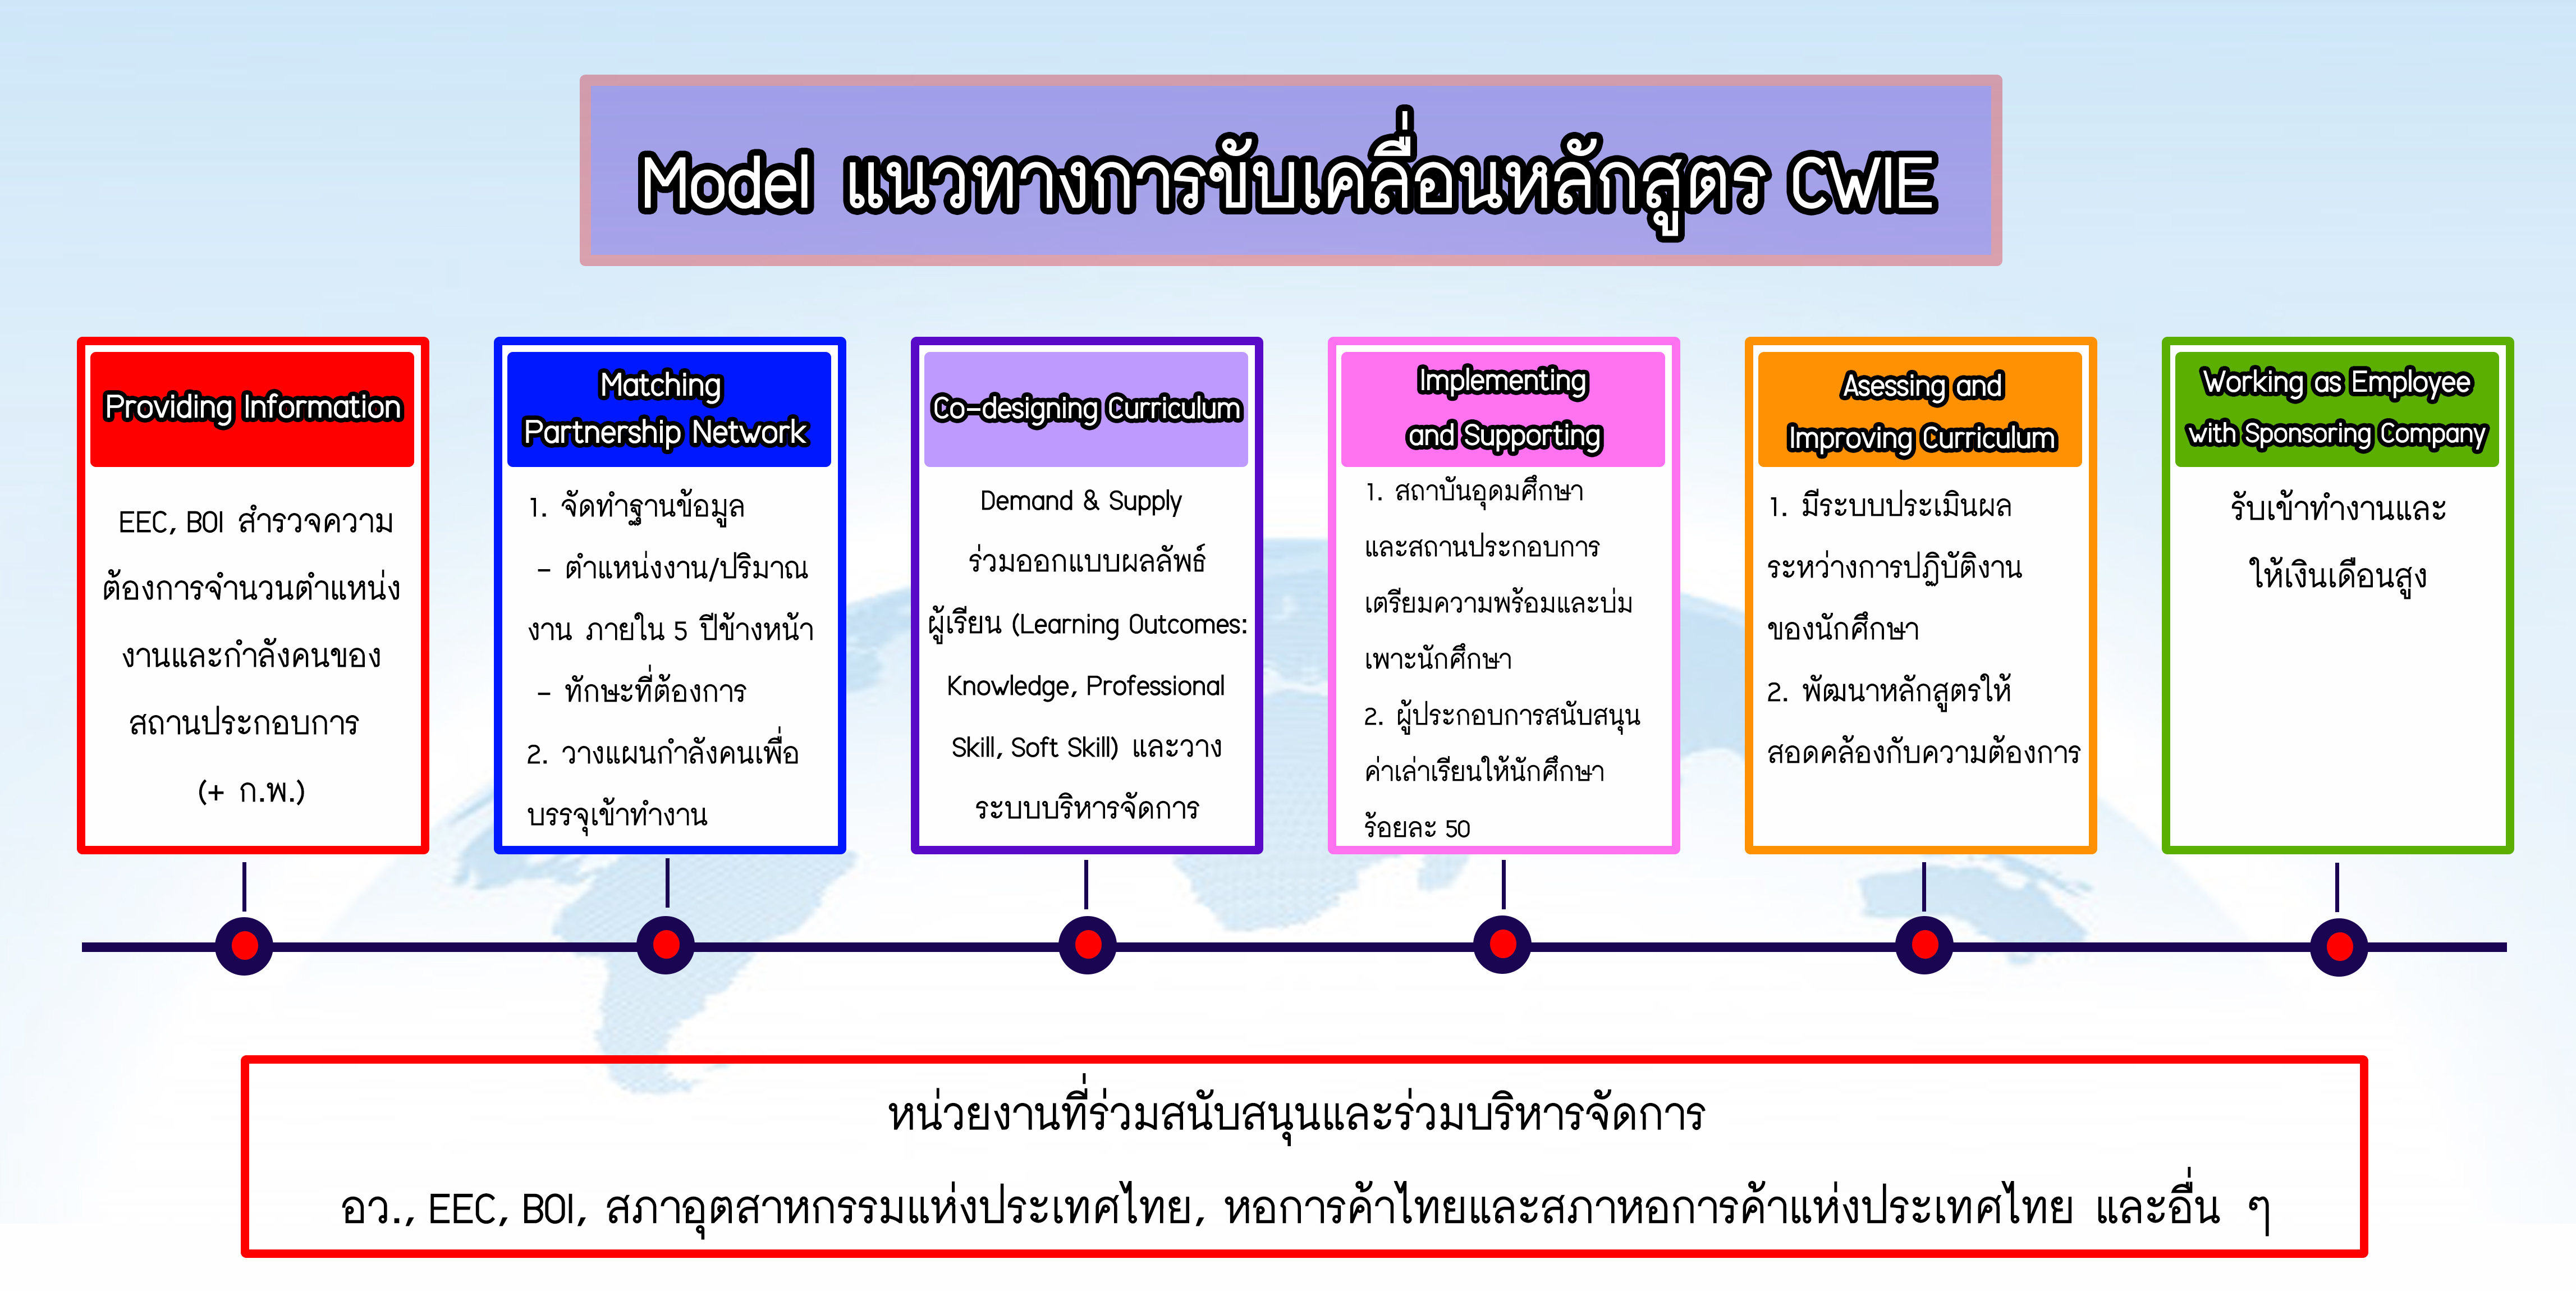 Model แนวทางการขับเคลื่อนหลักสูตร CWIE
Providing Information
EEC, BOI สำรวจความ
ต้องการจำนวนตำแหน่ง
งานและกำลังคนของ
สถานประกอบการ
(+ ก.พ.)
Matching
Partnership Network
1. จัดทำฐานข้อมูล
- ตำแหน่งงาน/ปริมาณ
งาน ภายใน 5 ปีข้างหน้า
- ทักษะที่ต้องการ
2. วางแผนกำลังคนเพื่อ
บรรจุเข้าทำงาน
Co-designing Curriculum
Demand & Supply
ร่วมออกแบบผลลัพธ์
ผู้เรียน (Learning Outcomes:
Knowledge, Professional
Skill, Soft Skill) และวาง
ระบบบริหารจัดการ
Implementing
and Supporting
1. สถาบันอุดมศึกษา
และสถานประกอบการ
เตรียมความพร้อมและบ่ม
เพาะนักศึกษา
2. ผู้ประกอบการสนับสนุน
ค่าเล่าเรียนให้นักศึกษา
ร้อยละ 50
Asessing and
Improving Curriculum
1. มีระบบประเมินผล
ระหว่างการปฏิบัติงาน
ของนักศึกษา
2. พัฒนาหลักสูตรให้
สอดคล้องกับความต้องการ
Working as Employee
with Sponsoring Company
รับเข้าทำงานและ
ให้เงินเดือนสูง
หน่วยงานที่ร่วมสนับสนุนและร่วมบริหารจัดการ
อว., EEC, BOI, สภาอุตสาหกรรมแห่งประเทศไทย, หอการค้าไทยและสภาหอการค้าแห่งประเทศไทย และอื่น ๆ